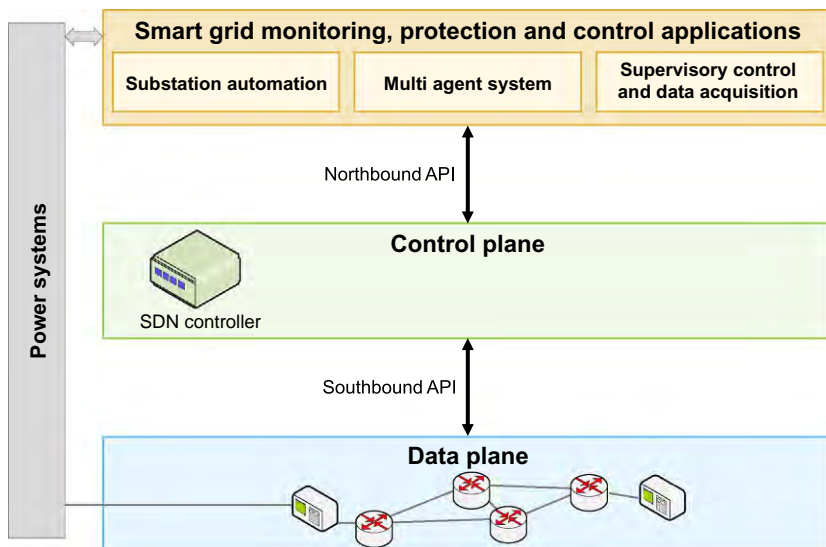 Smart grid monitoring, protection and control applications
Substation automation
Multi agent system
Supervisory control
and data acquisition
Northbound API
Power systems
Control plane
SDN controller
Southbound API
Data plane